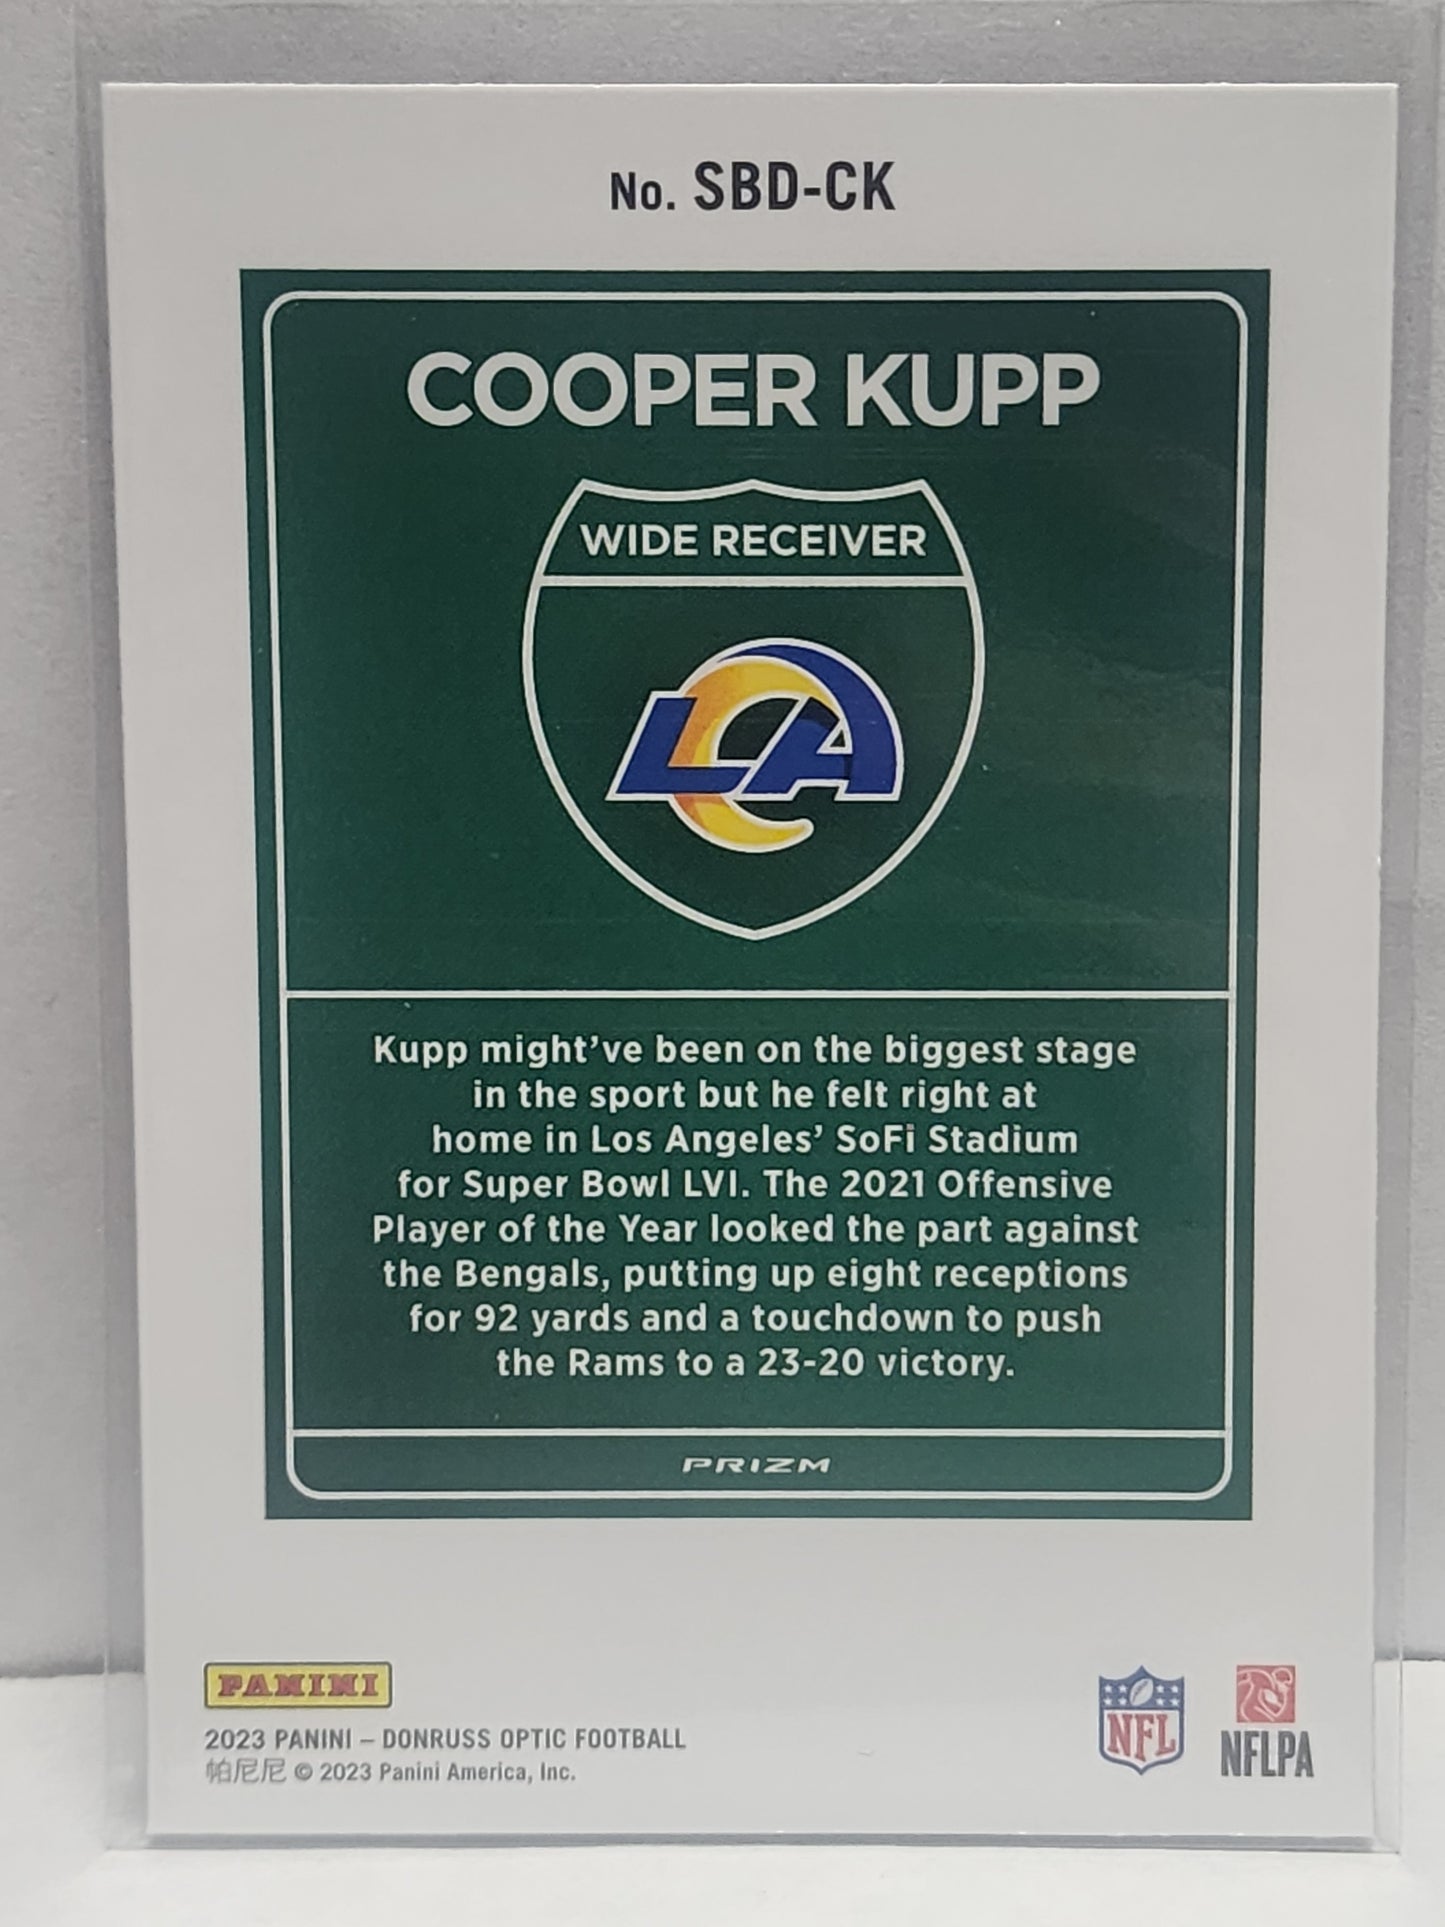 No. SBD-CK
COOPER KUPP
WIDE RECEIVER
LA
Kupp might've been on the biggest stage
in the sport but he felt right at
home in Los Angeles' SoFi Stadium
for Super Bowl LVI. The 2021 Offensive
Player of the Year looked the part against
the Bengals, putting up eight receptions
for 92 yards and a touchdown to push
the Rams to a 23-20 victory.
PRIZM
PANINI
2023 PANINI – DONRUSS OPTIC FOOTBALL
帕尼尼 © 2023 Panini America, Inc.
NFL
NFLPA